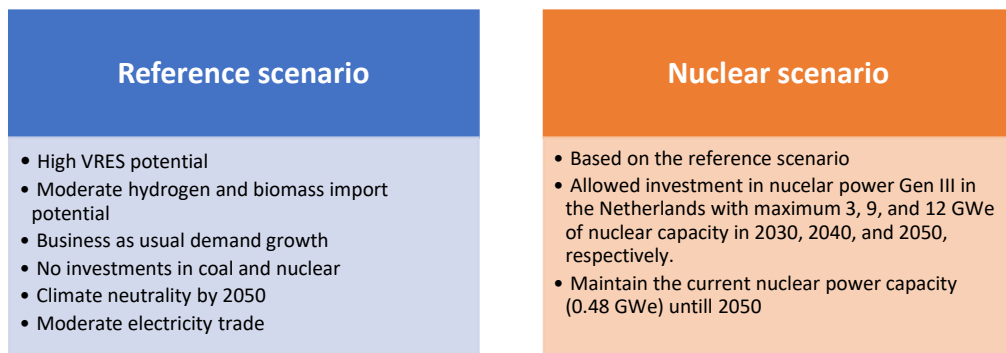 Reference scenario
• High VRES potential
• Moderate hydrogen and biomass import
potential
• Business as usual demand growth
• No investments in coal and nuclear
• Climate neutrality by 2050
• Moderate electricity trade
Nuclear scenario
• Based on the reference scenario
• Allowed investment in nucelar power Gen III in
the Netherlands with maximum 3, 9, and 12 GWe
of nuclear capacity in 2030, 2040, and 2050,
respectively.
• Maintain the current nuclear power capacity
(0.48 GWe) untill 2050